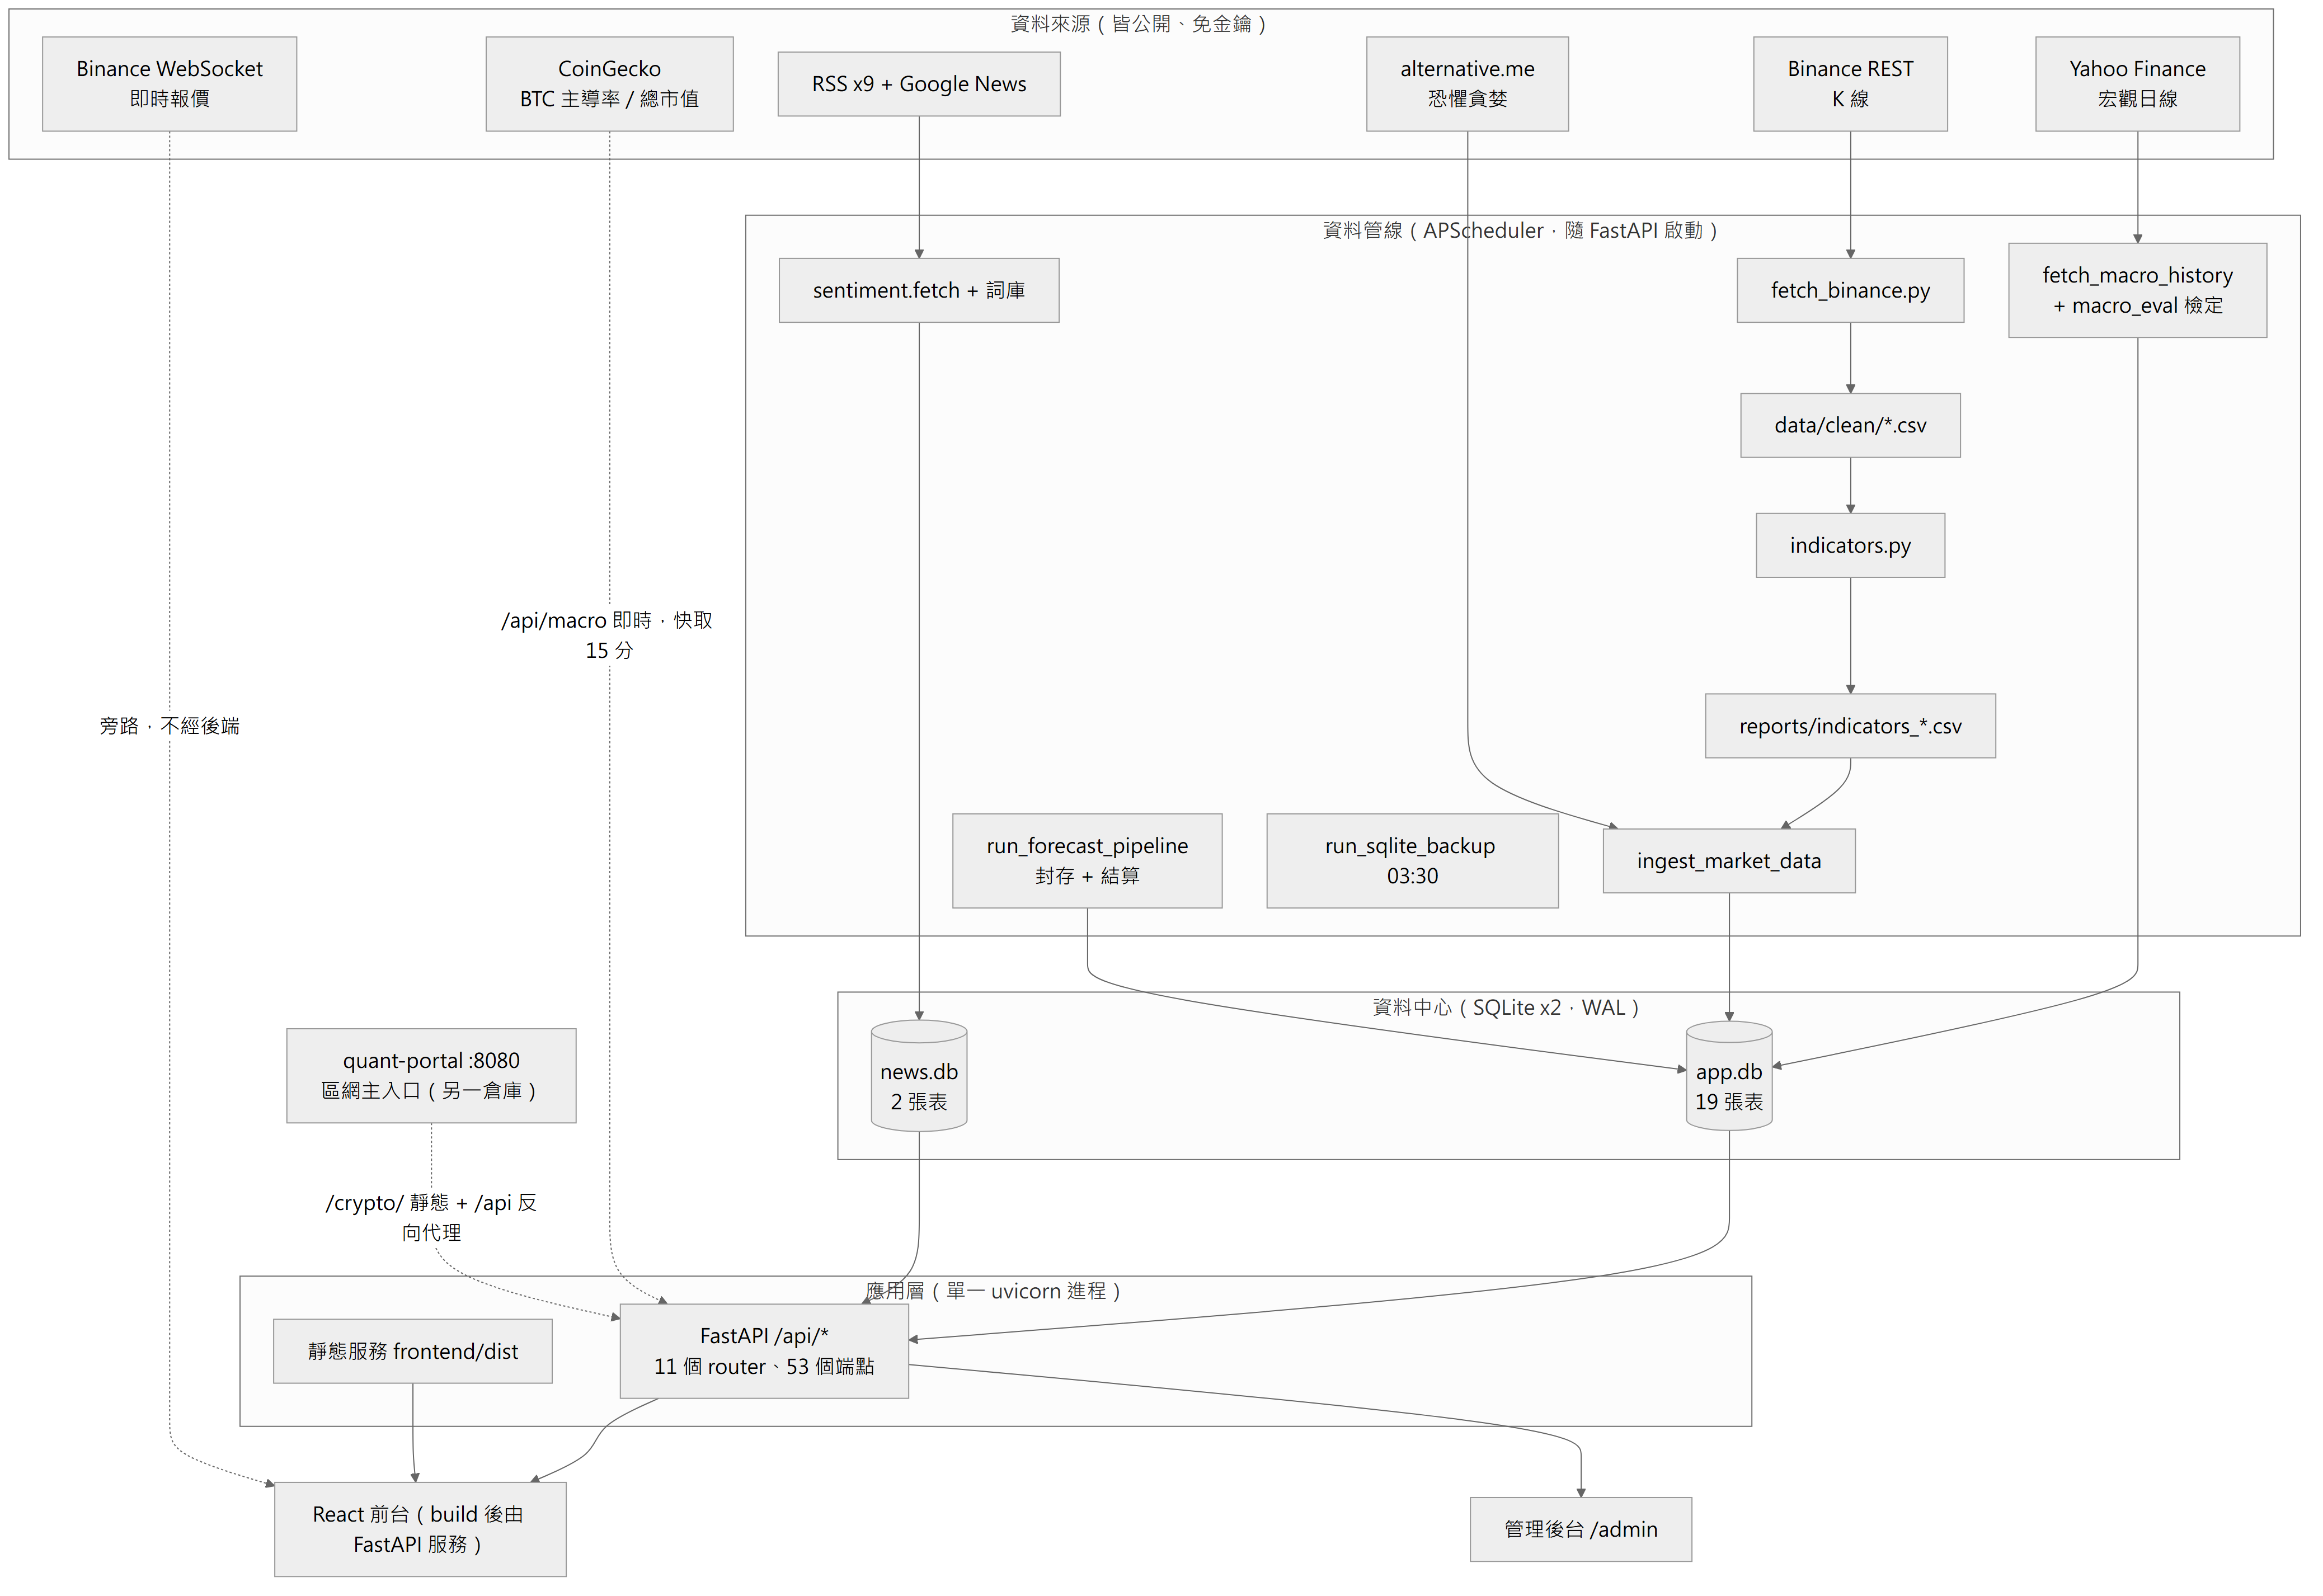 資料來源（皆公開、免金鑰）
Binance WebSocket
即時報價
CoinGecko
BTC 主導率 / 總市值
RSS x9 + Google News
alternative.me
恐懼貪婪
Binance REST
K 線
Yahoo Finance
宏觀日線
資料管線（APScheduler，隨 FastAPI 啟動）
sentiment.fetch + 詞庫
fetch_binance.py
fetch_macro_history
+ macro_eval 檢定
data/clean/*.csv
indicators.py
/api/macro 即時，快取
15 分
旁路，不經後端
reports/indicators_*.csv
run_forecast_pipeline
封存 + 結算
run_sqlite_backup
03:30
ingest_market_data
資料中心（SQLite x2，WAL）
quant-portal :8080
區網主入口（另一倉庫）
news.db
2 張表
app.db
19 張表
/crypto/ 靜態 + /api 反
向代理
應用層（單一 uvicorn 進程）
靜態服務 frontend/dist
FastAPI /api/*
11 個 router、53 個端點
React 前台（build 後由
FastAPI 服務）
管理後台 /admin